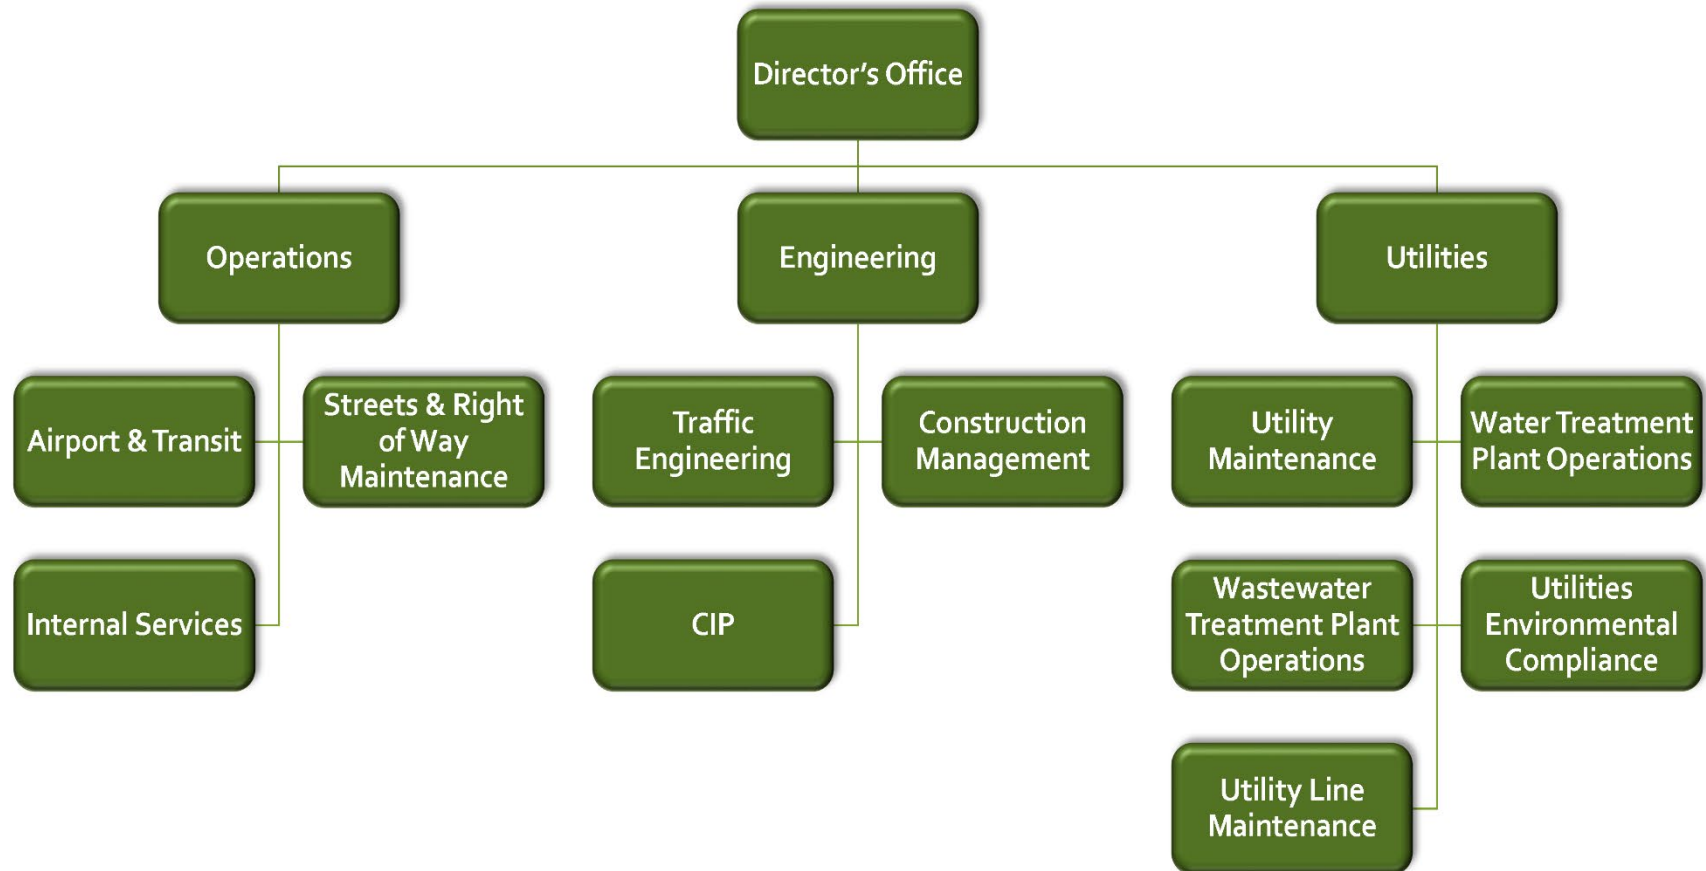 Director’s Office
Operations
Engineering
Utilities
Airport & Transit
Streets & Right
of Way
Maintenance
Traffic
Engineering
Construction
Management
Utility
Maintenance
Water Treatment
Plant Operations
Internal Services
CIP
Wastewater
Treatment Plant
Operations
Utilities
Environmental
Compliance
Utility Line
Maintenance